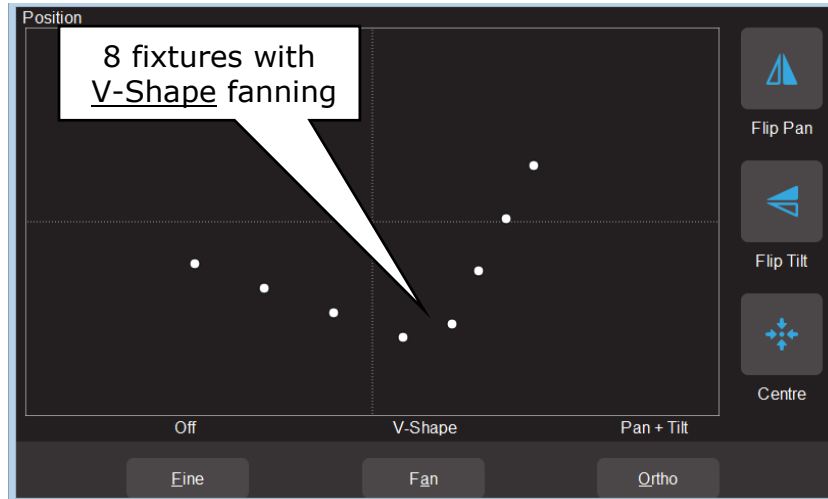 Position
8 fixtures with
V-Shape fanning
Flip Pan
Flip Tilt
Centre
Off V-Shape Pan + Tilt
Fine Fan Ortho